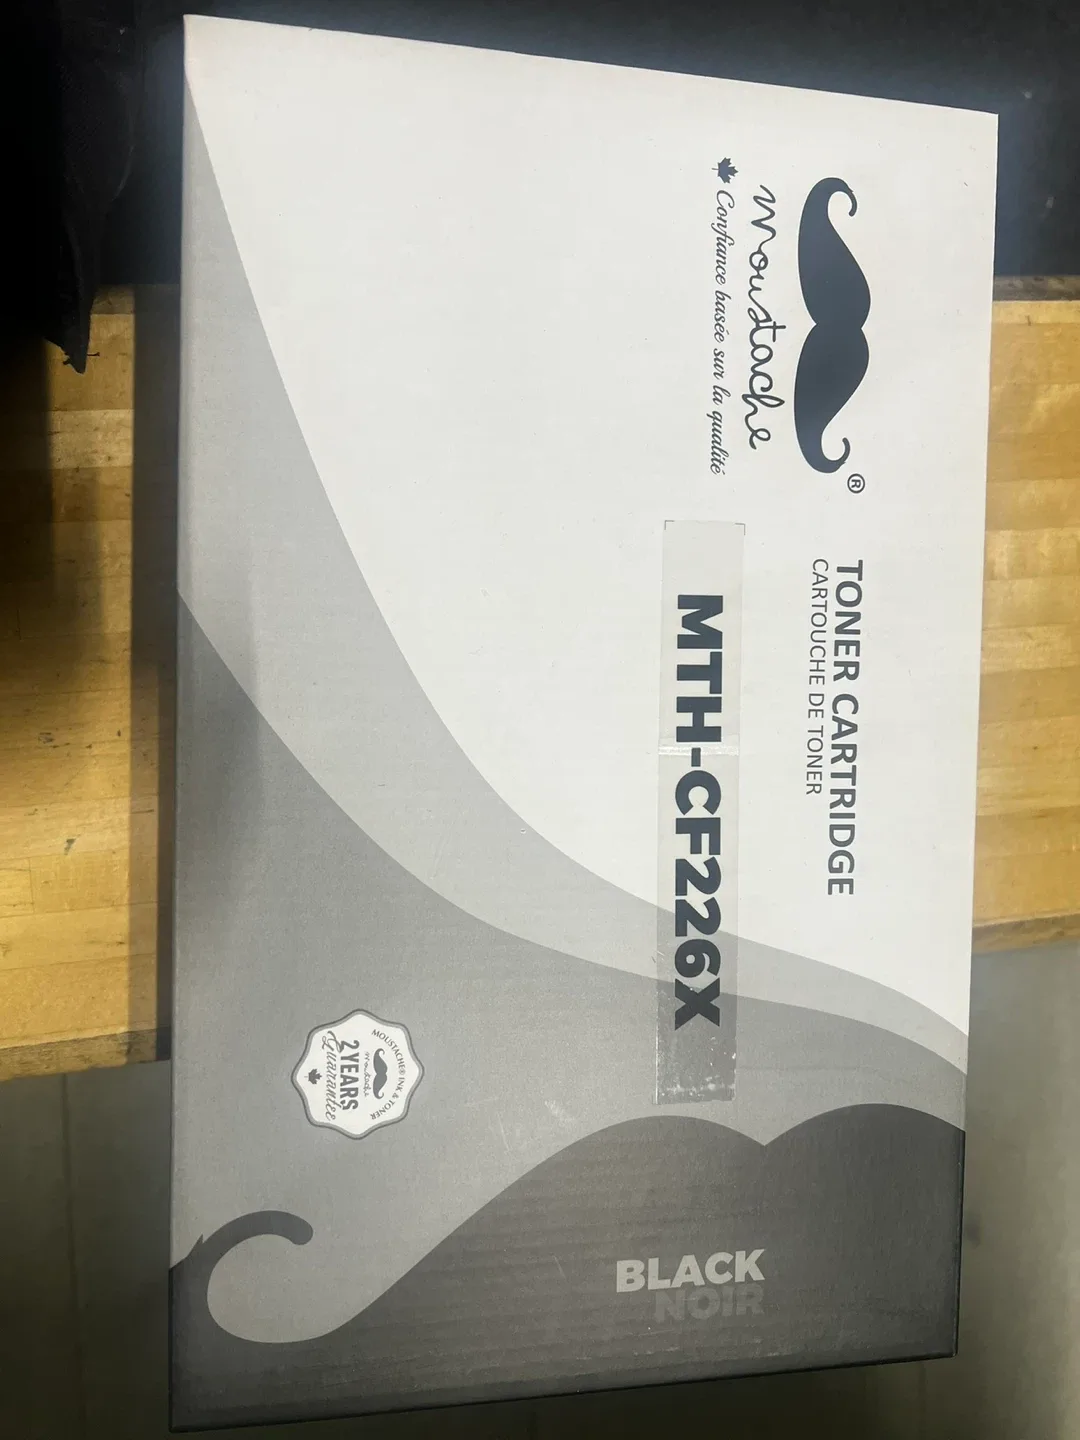 moustache®
Confiance basée sur la qualité
TONER CARTRIDGE
CARTOUCHE DE TONER
MTH-CF226X
MOUSTACHE® INK & TONER
moustache
2 YEARS
Guarantee
BLACK
NOIR